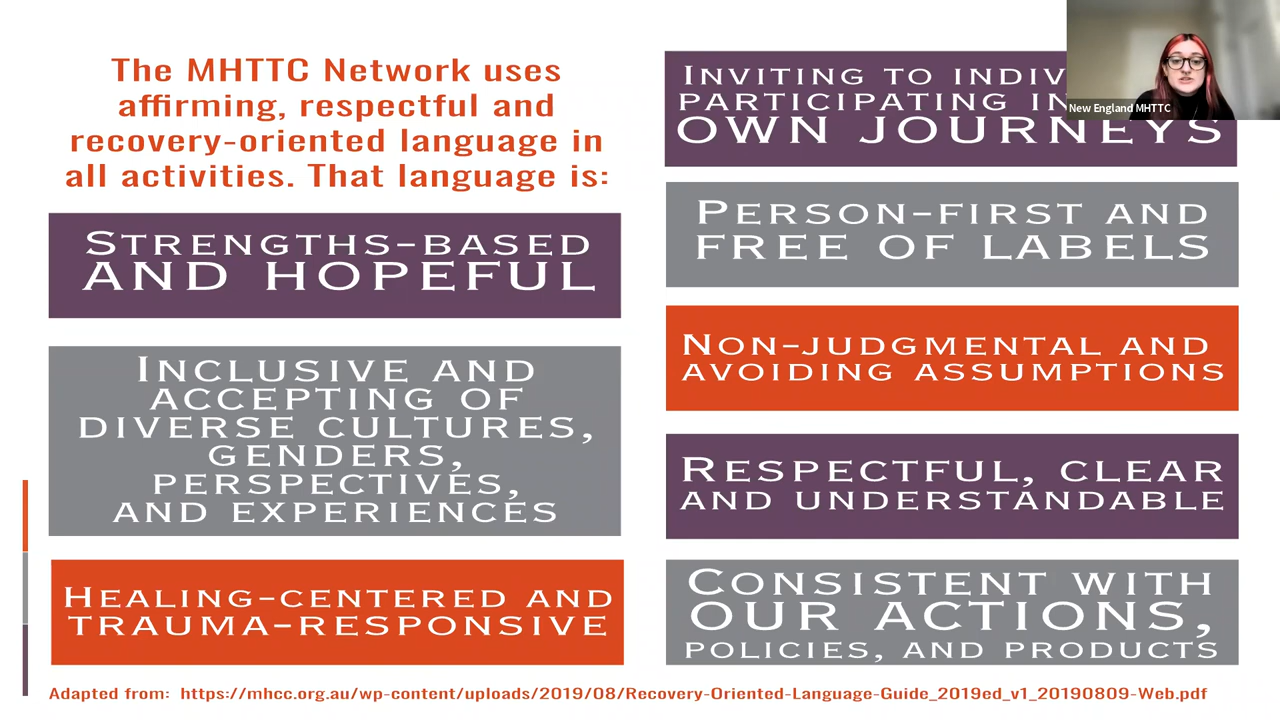 The MHTTC Network uses
affirming, respectful and
recovery-oriented language in
all activities. That language is:
STRENGTHS-BASED
AND HOPEFUL
INCLUSIVE AND
ACCEPTING OF
DIVERSE CULTURES,
GENDERS,
PERSPECTIVES,
AND EXPERIENCES
HEALING-CENTERED AND
TRAUMA-RESPONSIVE
INVITING TO INDIV
PARTICIPATING IN
OWN JOURNEYS
New England MHTTC
PERSON-FIRST AND
FREE OF LABELS
NON-JUDGMENTAL AND
AVOIDING ASSUMPTIONS
RESPECTFUL, CLEAR
AND UNDERSTANDABLE
CONSISTENT WITH
OUR ACTIONS,
POLICIES, AND PRODUCTS
Adapted from: https://mhcc.org.au/wp-content/uploads/2019/08/Recovery-Oriented-Language-Guide_2019ed_v1_20190809-Web.pdf